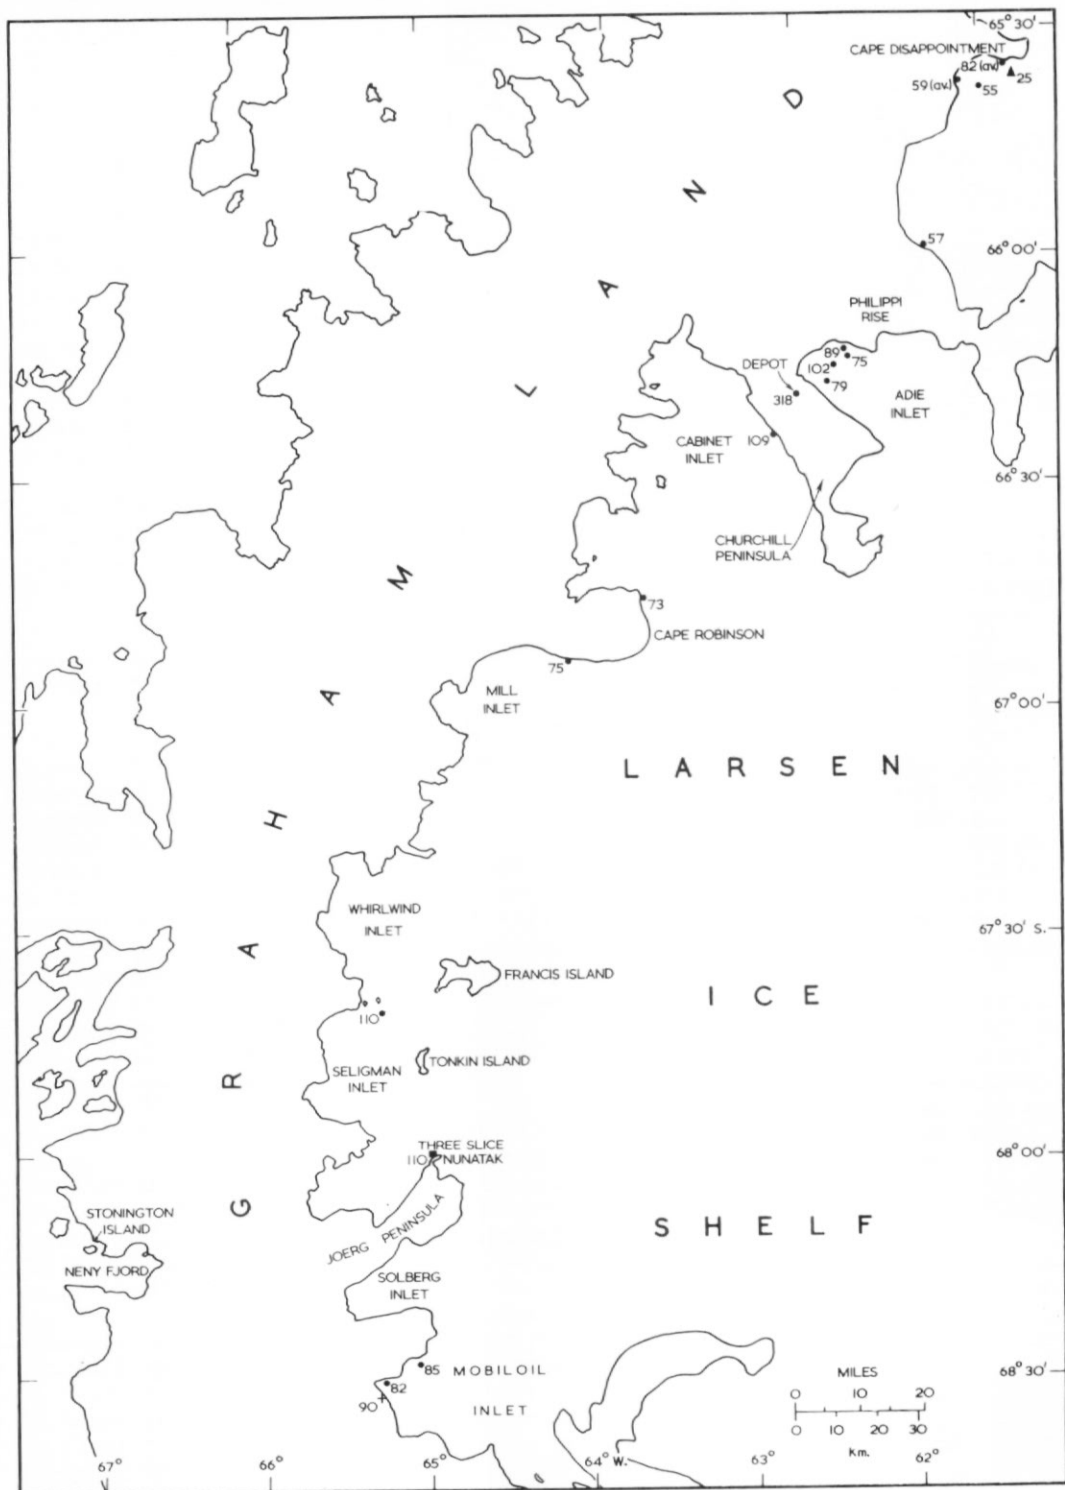 65°30'
CAPE DISAPPOINTMENT
82 (av.)
59 (av.)
55
25
D
N
57
66°00'
A
PHILIPPI
RISE
89
75
102
79
DEPOT
318
ADIE
INLET
L
109
CABINET
INLET
66°30'
CHURCHILL
PENINSULA
M
73
CAPE ROBINSON
75
MILL
INLET
A
67°00'
LARSEN
H
WHIRLWIND
INLET
67°30' S.
A
FRANCIS ISLAND
ICE
110
TONKIN ISLAND
SELIGMAN
INLET
R
THREE SLICE
110 NUNATAK
68°00'
G
STONINGTON
ISLAND
JOERG PENINSULA
SHELF
NENY FJORD
SOLBERG
INLET
85
MOBILOIL
INLET
82
90
68°30'
MILES
0 10 20
0 10 20 30
km.
67° 66° 65° 64° W. 63° 62°